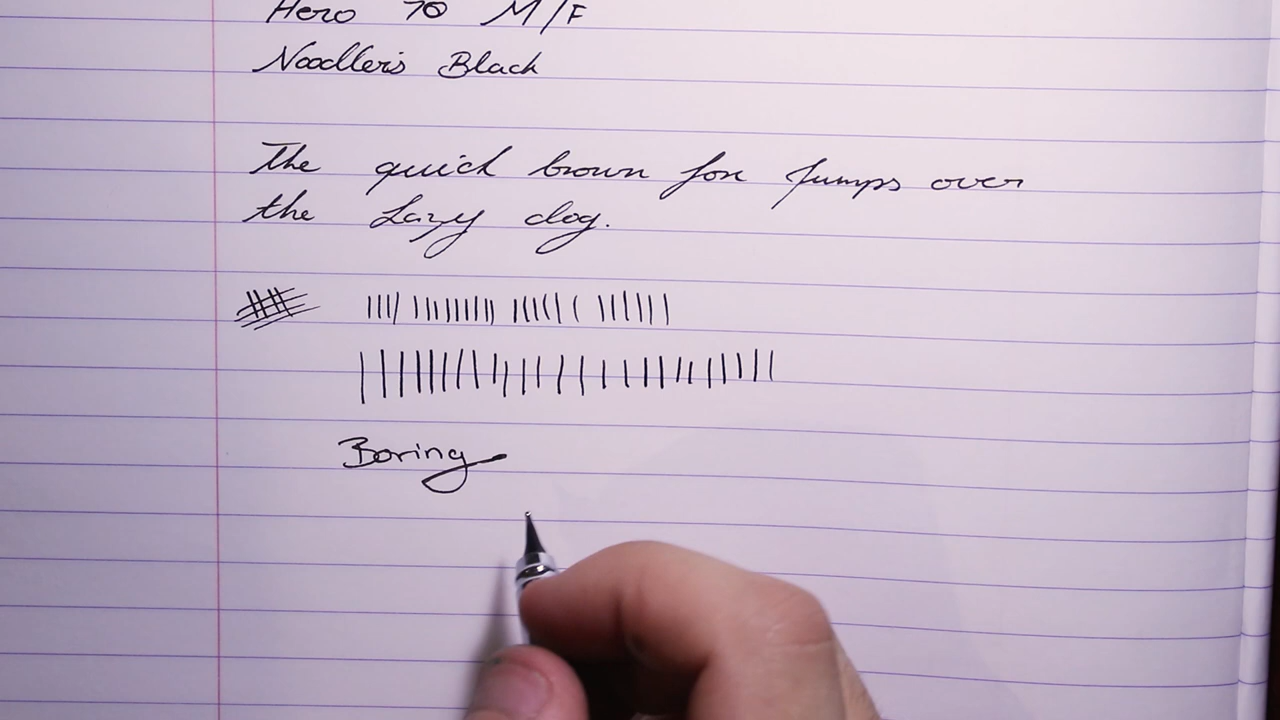 Hero 70 M/F
Noodler's Black
The quick brown fox jumps over
the Lazy dog.
Boring